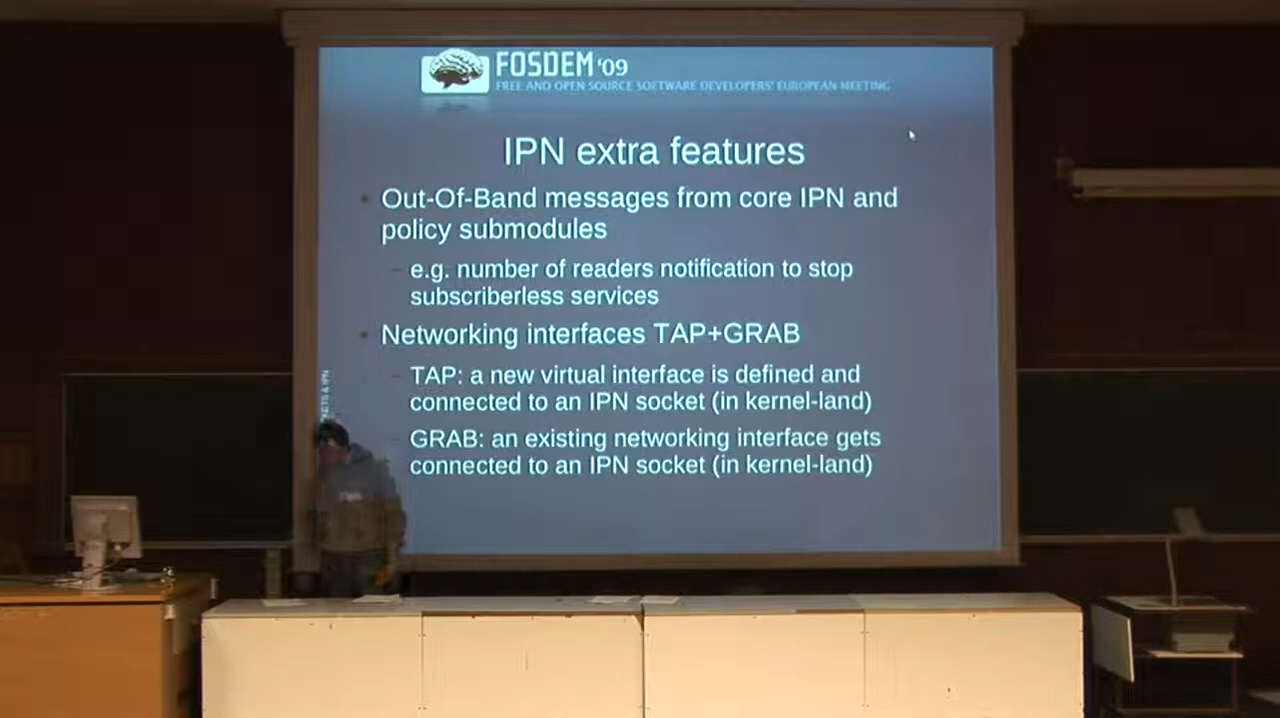 FOSDEM '09
FREE AND OPEN SOURCE SOFTWARE DEVELOPERS' EUROPEAN MEETING
IPN extra features
Out-Of-Band messages from core IPN and
policy submodules
e.g. number of readers notification to stop
subscriberless services
Networking interfaces TAP+GRAB
TAP: a new virtual interface is defined and
connected to an IPN socket (in kernel-land)
GRAB: an existing networking interface gets
connected to an IPN socket (in kernel-land)
& IPN